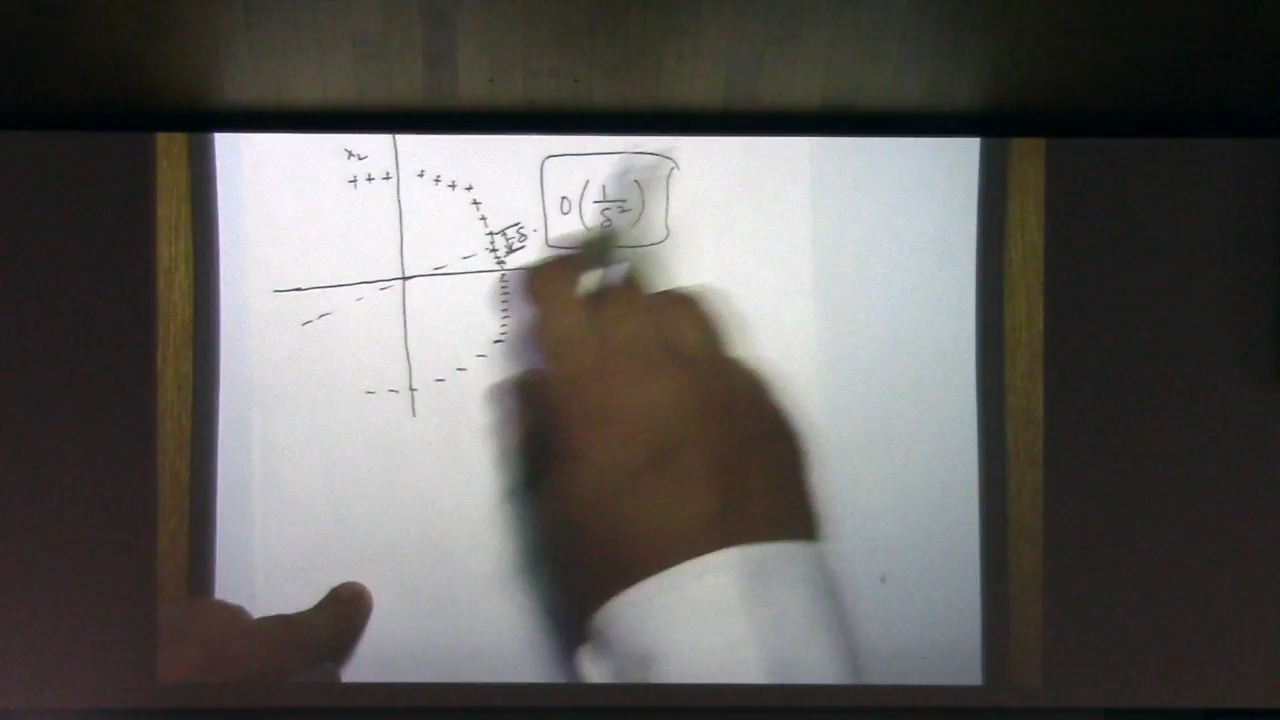 x₂
+ + + + + + +
O(1/δ²)
δ